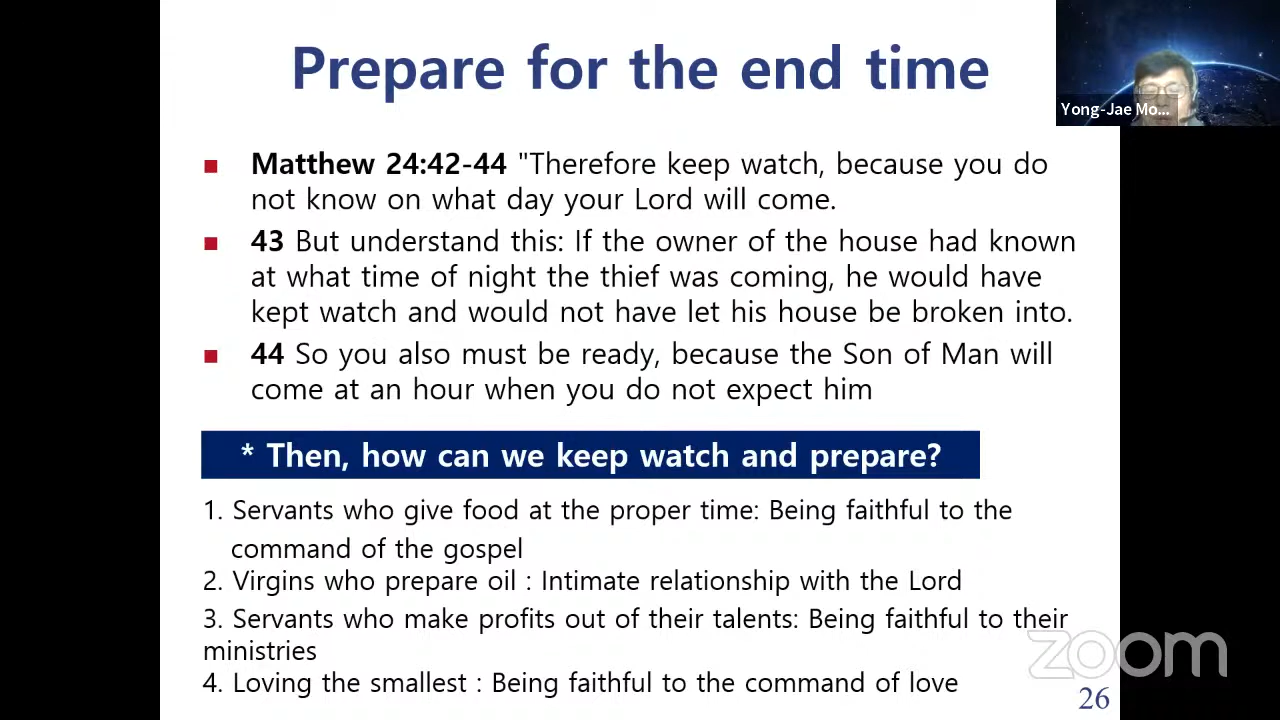 Prepare for the end time
Yong-Jae Mo...
■ Matthew 24:42-44 "Therefore keep watch, because you do
not know on what day your Lord will come.
■ 43 But understand this: If the owner of the house had known
at what time of night the thief was coming, he would have
kept watch and would not have let his house be broken into.
■ 44 So you also must be ready, because the Son of Man will
come at an hour when you do not expect him
* Then, how can we keep watch and prepare?
1. Servants who give food at the proper time: Being faithful to the
command of the gospel
2. Virgins who prepare oil : Intimate relationship with the Lord
3. Servants who make profits out of their talents: Being faithful to their
ministries
4. Loving the smallest : Being faithful to the command of love
zoom
26